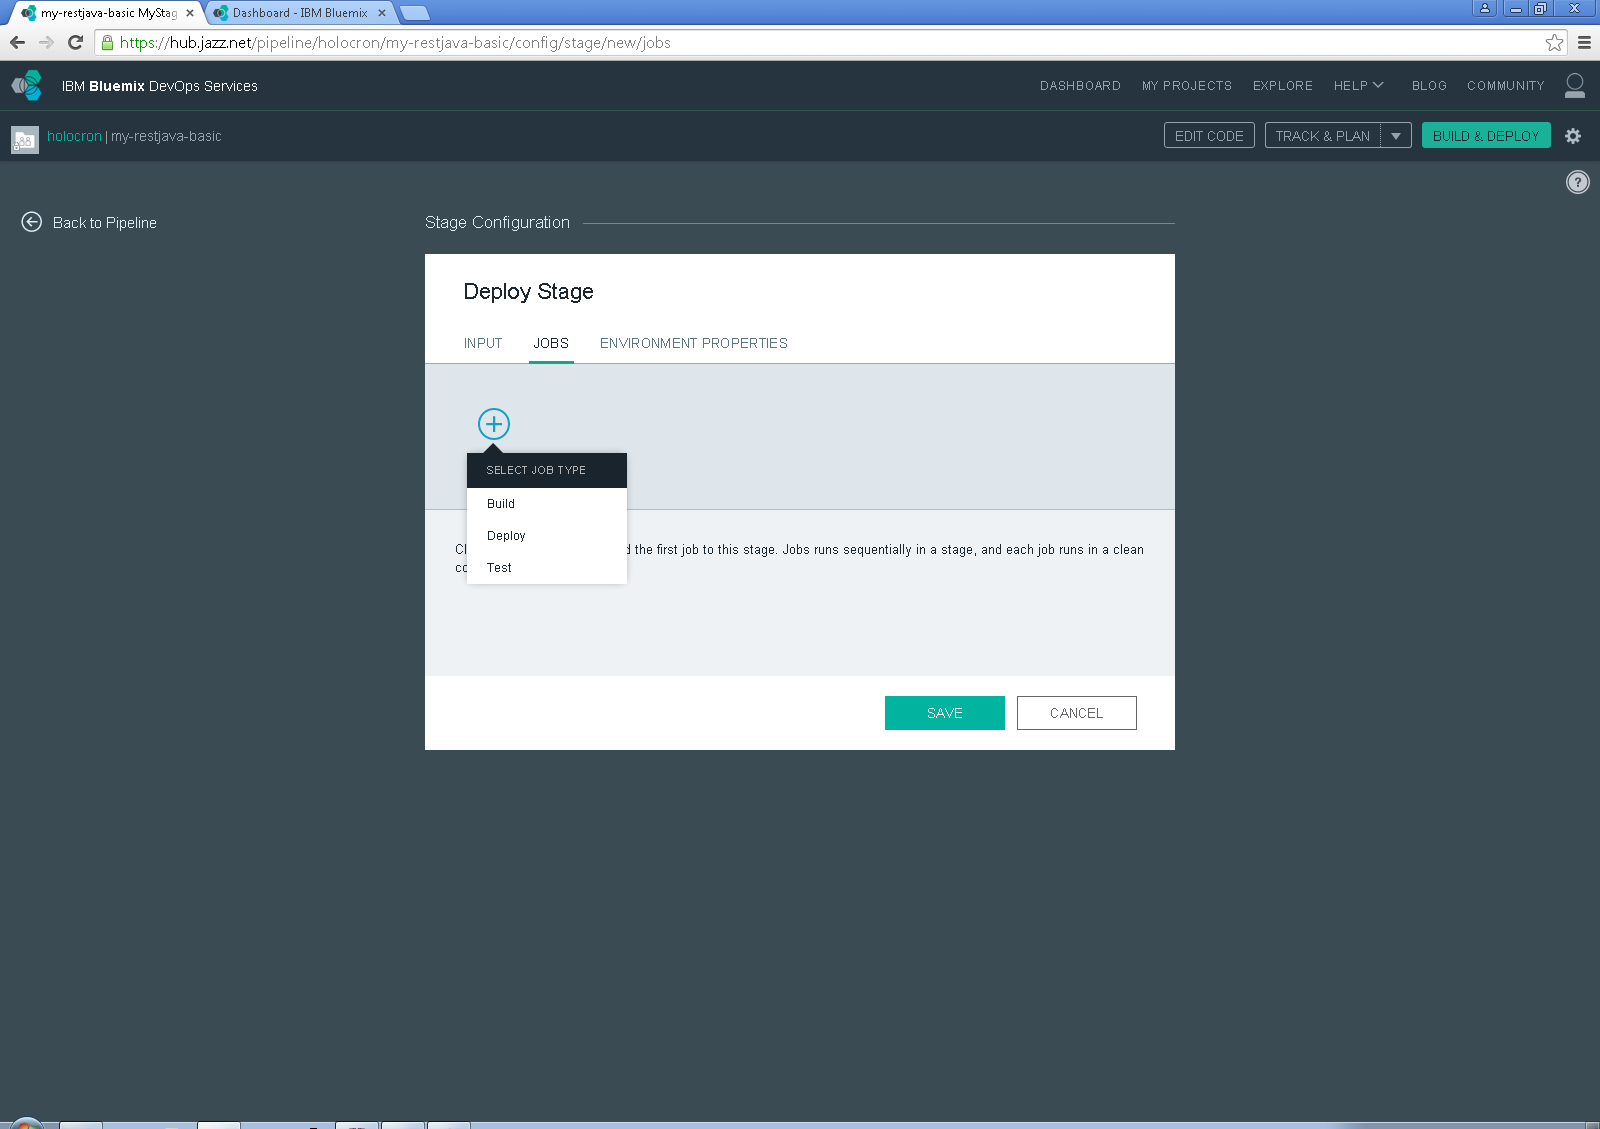 my-restjava-basic MyStag
Dashboard - IBM Bluemix
https://hub.jazz.net/pipeline/holocron/my-restjava-basic/config/stage/new/jobs
IBM Bluemix DevOps Services
DASHBOARD MY PROJECTS EXPLORE HELP BLOG COMMUNITY
holocron | my-restjava-basic
EDIT CODE TRACK & PLAN BUILD & DEPLOY
?
Back to Pipeline
Stage Configuration
Deploy Stage
INPUT JOBS ENVIRONMENT PROPERTIES
SELECT JOB TYPE
Build
Deploy
the first job to this stage. Jobs runs sequentially in a stage, and each job runs in a clean
Test
SAVE CANCEL